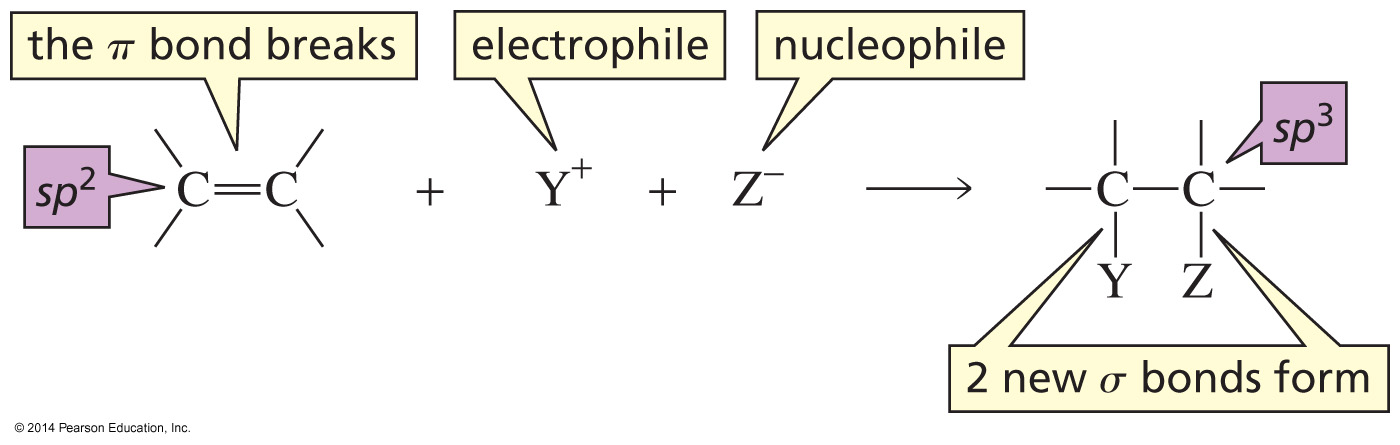 the π bond breaks
electrophile
nucleophile
sp² C=C + Y⁺ + Z⁻ ⟶ —C—C— sp³
Y Z
2 new σ bonds form
© 2014 Pearson Education, Inc.